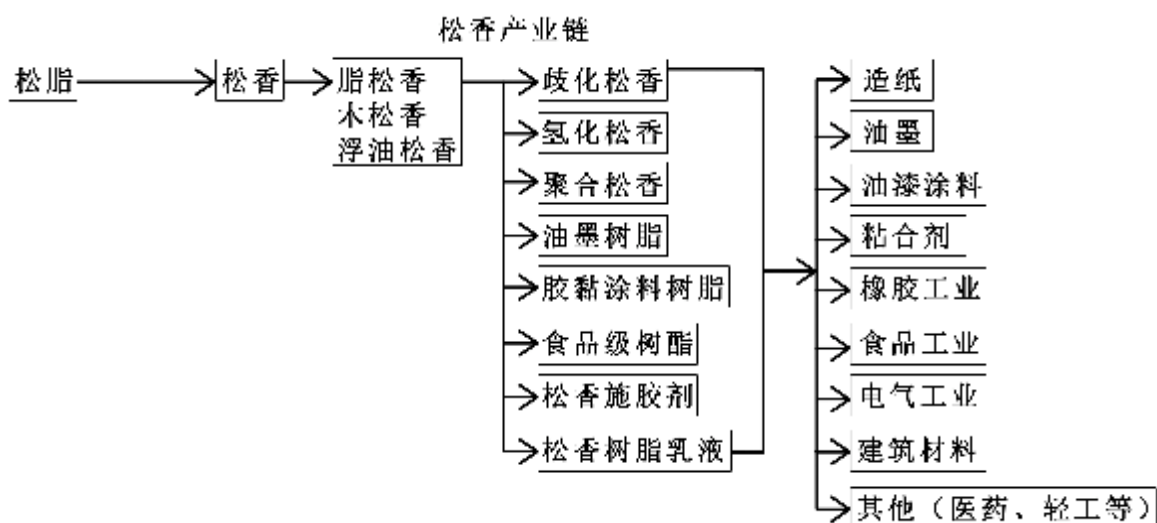 松香产业链
松脂
松香
脂松香
木松香
浮油松香
歧化松香
氢化松香
聚合松香
油墨树脂
胶黏涂料树脂
食品级树酯
松香施胶剂
松香树脂乳液
造纸
油墨
油漆涂料
粘合剂
橡胶工业
食品工业
电气工业
建筑材料
其他（医药、轻工等）